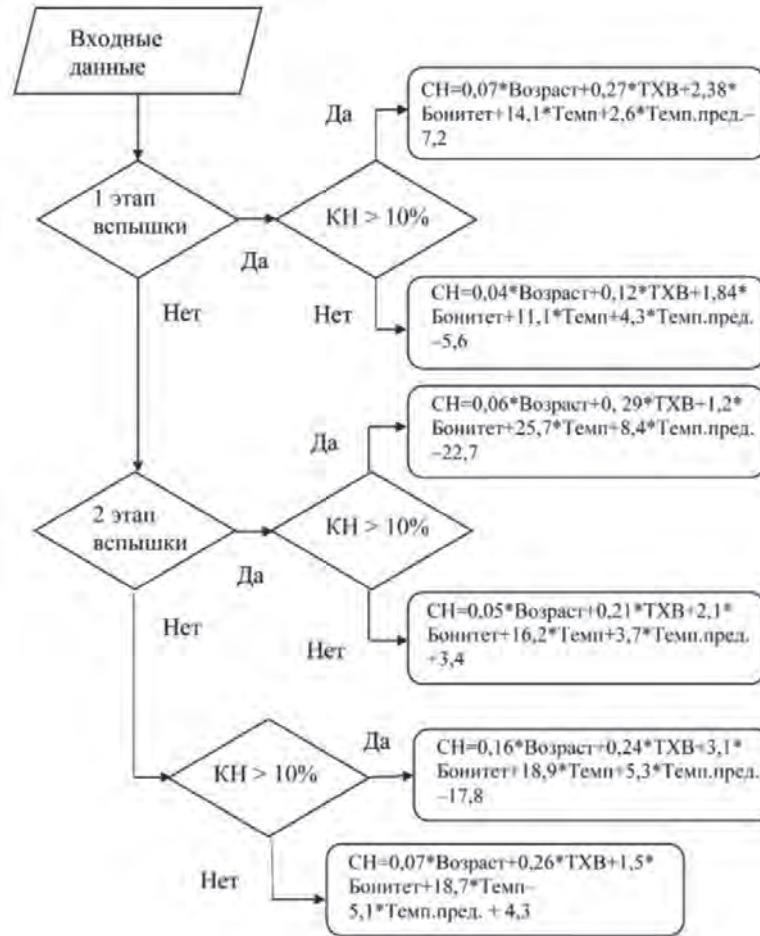 Входные
данные
СН=0,07*Возраст+0,27*ТХВ+2,38*
Бонитет+14,1*Темп+2,6*Темп.пред.–
7,2
Да
1 этап
вспышки
КН > 10%
Да
Нет
Нет
СН=0,04*Возраст+0,12*ТХВ+1,84*
Бонитет+11,1*Темп+4,3*Темп.пред.
–5,6
СН=0,06*Возраст+0, 29*ТХВ+1,2*
Бонитет+25,7*Темп+8,4*Темп.пред.
–22,7
Да
2 этап
вспышки
КН > 10%
Да
Нет
Нет
СН=0,05*Возраст+0,21*ТХВ+2,1*
Бонитет+16,2*Темп+3,7*Темп.пред.
+3,4
КН > 10%
Да
СН=0,16*Возраст+0,24*ТХВ+3,1*
Бонитет+18,9*Темп+5,3*Темп.пред.
–17,8
Нет
СН=0,07*Возраст+0,26*ТХВ+1,5*
Бонитет+18,7*Темп–
5,1*Темп.пред. + 4,3